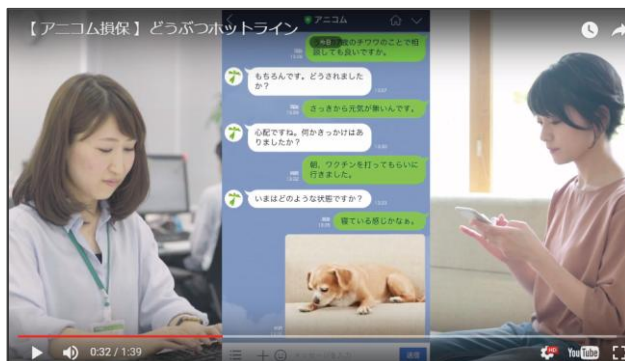 【アニコム損保】どうぶつホットライン
アニコム
今日
歳のチワワのことで相
談しても良いですか。
もちろんです。どうされました
か？
さっきから元気が無いんです。
心配ですね。何かきっかけはあ
りましたか？
朝、ワクチンを打ってもらいに
行きました。
いまはどのような状態ですか？
寝ている感じかなぁ。
送信
0:32 / 1:39
HD
YouTube